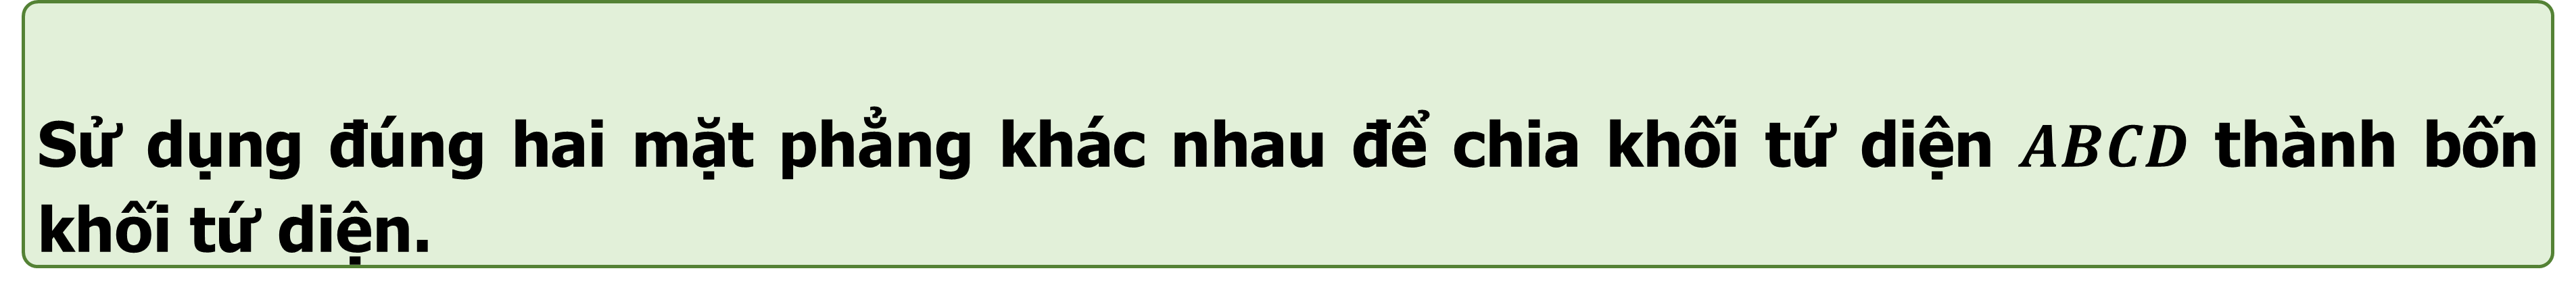 Sử dụng đúng hai mặt phẳng khác nhau để chia khối tứ diện ABCD thành bốn
khối tứ diện.